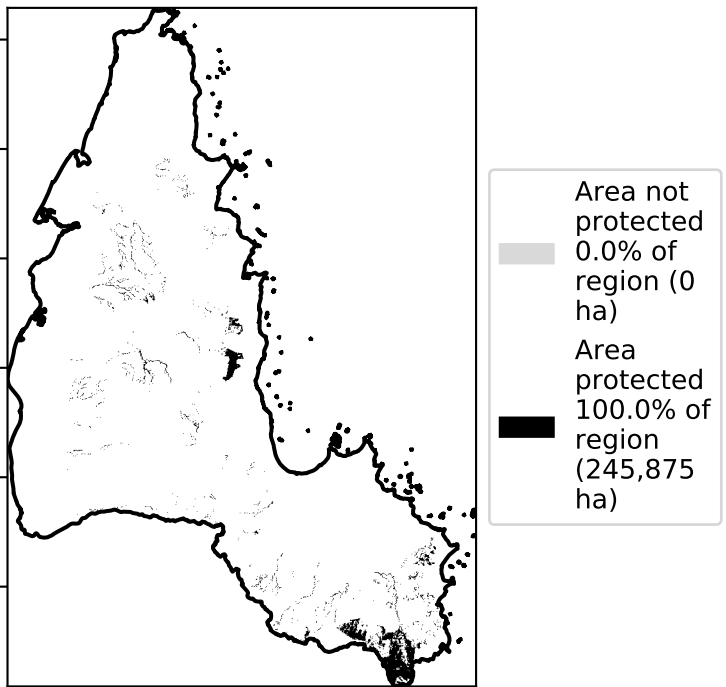 Area not
protected
0.0% of
region (0
ha)
Area
protected
100.0% of
region
(245,875
ha)